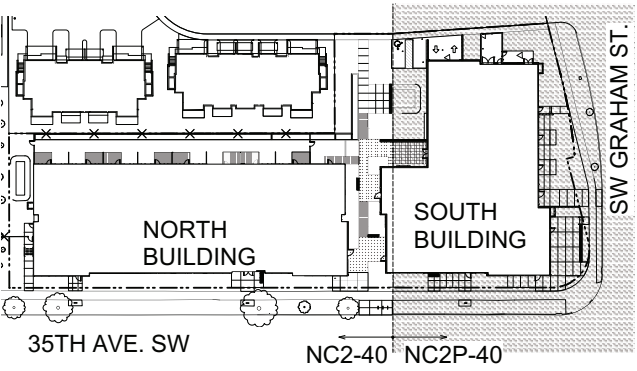 SW GRAHAM ST.
NORTH
BUILDING
SOUTH
BUILDING
35TH AVE. SW
NC2-40
NC2P-40